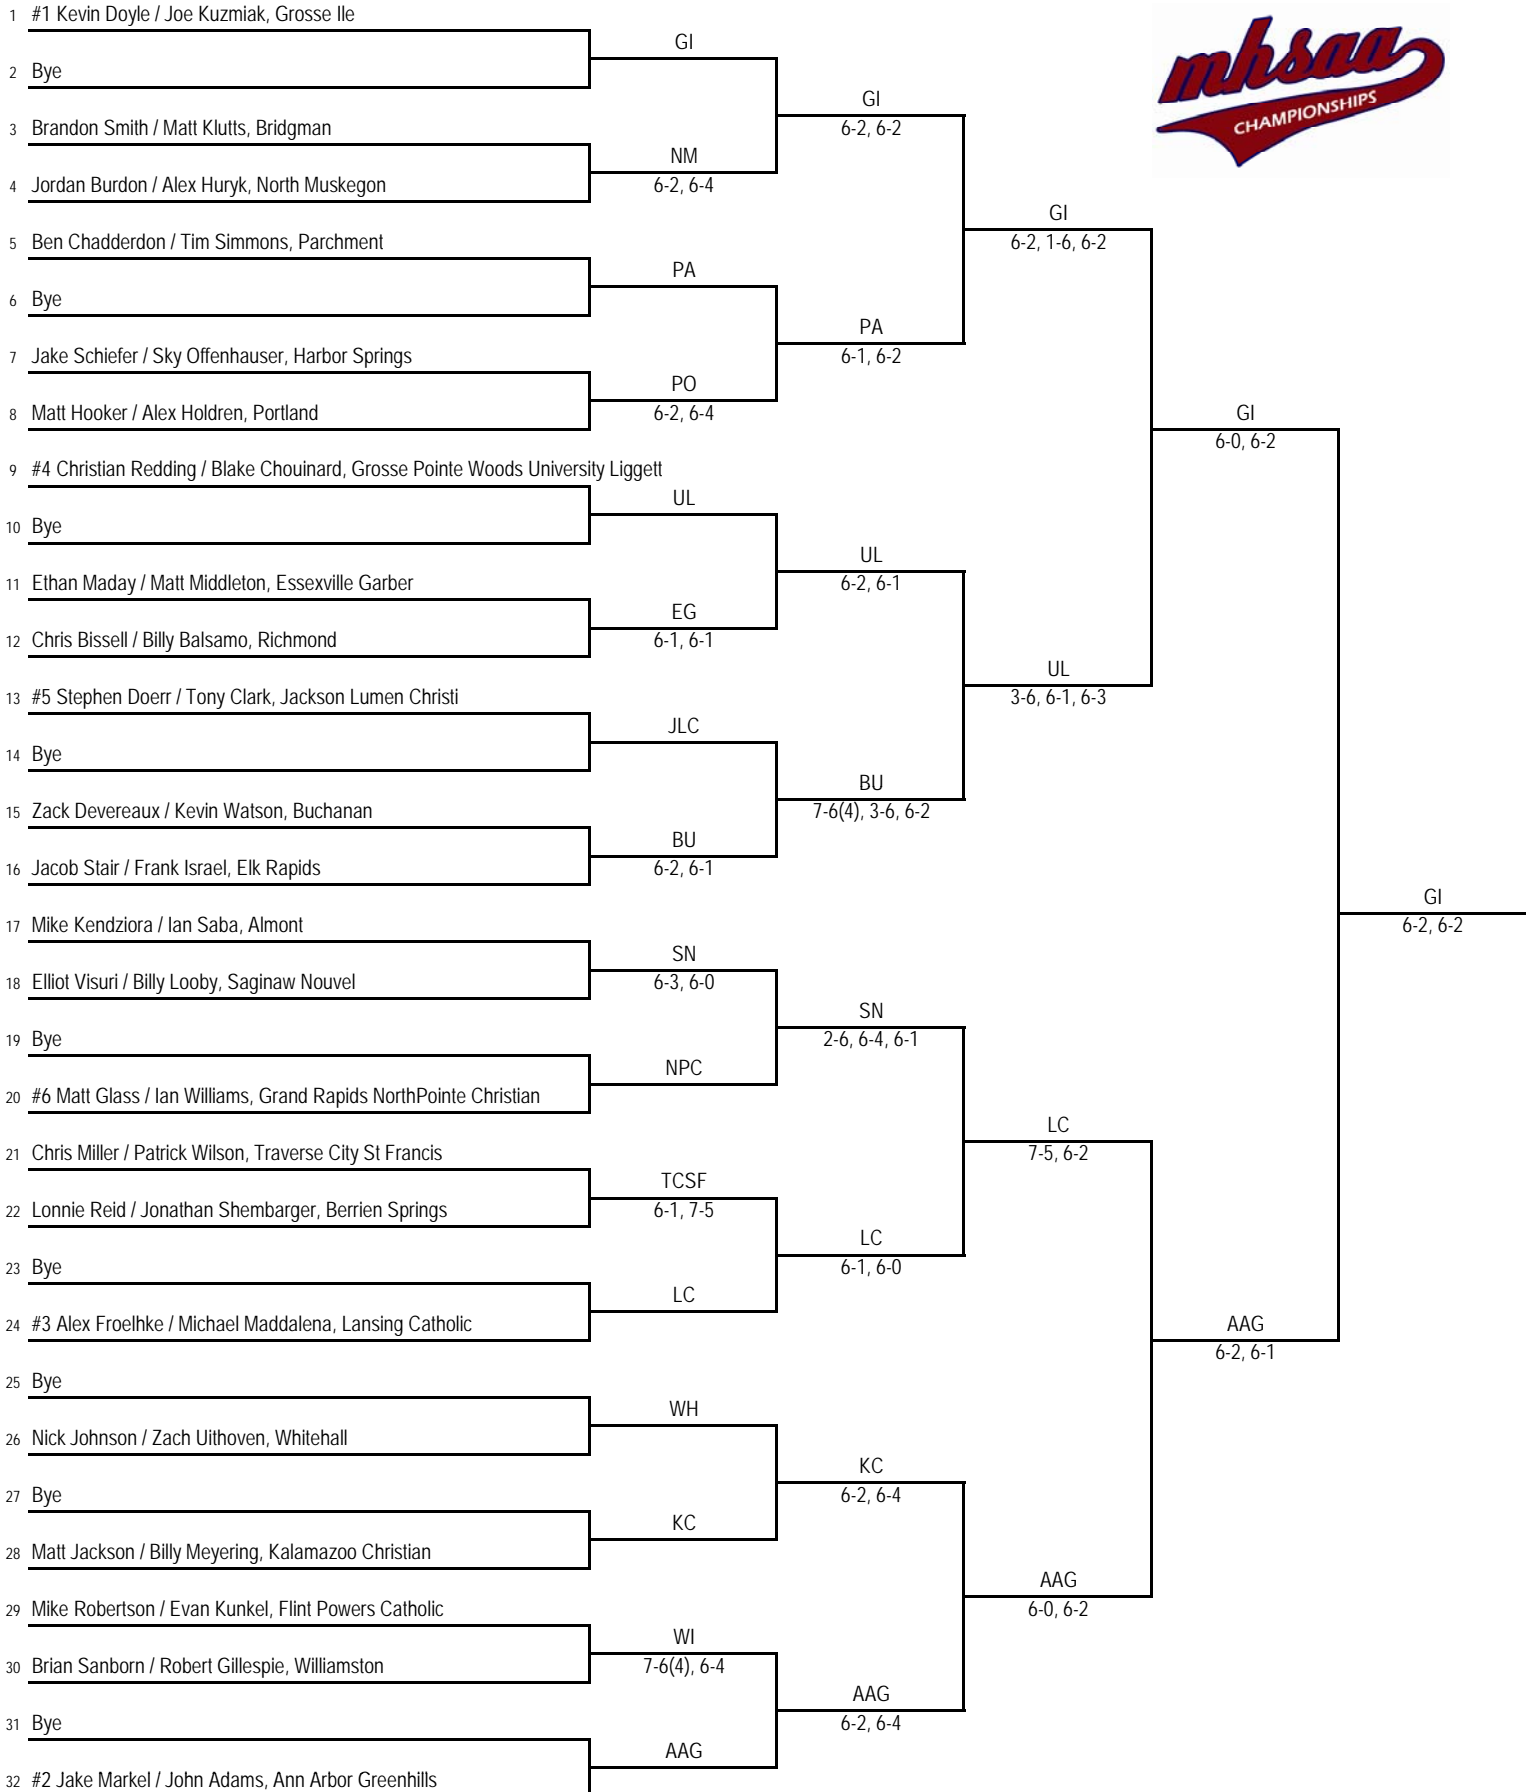 1 #1 Kevin Doyle / Joe Kuzmiak, Grosse Ile
2 Bye
3 Brandon Smith / Matt Klutts, Bridgman
4 Jordan Burdon / Alex Huryk, North Muskegon
5 Ben Chadderdon / Tim Simmons, Parchment
6 Bye
7 Jake Schiefer / Sky Offenhauser, Harbor Springs
8 Matt Hooker / Alex Holdren, Portland
9 #4 Christian Redding / Blake Chouinard, Grosse Pointe Woods University Liggett
10 Bye
11 Ethan Maday / Matt Middleton, Essexville Garber
12 Chris Bissell / Billy Balsamo, Richmond
13 #5 Stephen Doerr / Tony Clark, Jackson Lumen Christi
14 Bye
15 Zack Devereaux / Kevin Watson, Buchanan
16 Jacob Stair / Frank Israel, Elk Rapids
17 Mike Kendziora / Ian Saba, Almont
18 Elliot Visuri / Billy Looby, Saginaw Nouvel
19 Bye
20 #6 Matt Glass / Ian Williams, Grand Rapids NorthPointe Christian
21 Chris Miller / Patrick Wilson, Traverse City St Francis
22 Lonnie Reid / Jonathan Shembarger, Berrien Springs
23 Bye
24 #3 Alex Froelhke / Michael Maddalena, Lansing Catholic
25 Bye
26 Nick Johnson / Zach Uithoven, Whitehall
27 Bye
28 Matt Jackson / Billy Meyering, Kalamazoo Christian
29 Mike Robertson / Evan Kunkel, Flint Powers Catholic
30 Brian Sanborn / Robert Gillespie, Williamston
31 Bye
32 #2 Jake Markel / John Adams, Ann Arbor Greenhills
GI
NM
6-2, 6-4
PA
PO
6-2, 6-4
UL
EG
6-1, 6-1
JLC
BU
6-2, 6-1
SN
6-3, 6-0
NPC
TCSF
6-1, 7-5
LC
WH
KC
WI
7-6(4), 6-4
AAG
GI
6-2, 6-2
PA
6-1, 6-2
UL
6-2, 6-1
BU
7-6(4), 3-6, 6-2
SN
2-6, 6-4, 6-1
LC
6-1, 6-0
KC
6-2, 6-4
AAG
6-2, 6-4
GI
6-2, 1-6, 6-2
UL
3-6, 6-1, 6-3
LC
7-5, 6-2
AAG
6-0, 6-2
GI
6-0, 6-2
AAG
6-2, 6-1
GI
6-2, 6-2
mhsaa
CHAMPIONSHIPS